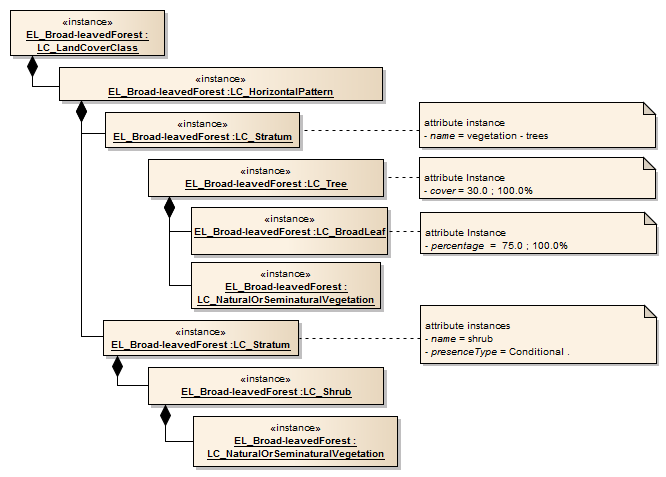 «instance»
EL_Broad-leavedForest :
LC_LandCoverClass
«instance»
EL_Broad-leavedForest :LC_HorizontalPattern
«instance»
EL_Broad-leavedForest :LC_Stratum
attribute instance
- name = vegetation - trees
«instance»
EL_Broad-leavedForest :LC_Tree
attribute Instance
- cover = 30.0 ; 100.0%
«instance»
EL_Broad-leavedForest :LC_BroadLeaf
attribute Instance
- percentage = 75.0 ; 100.0%
«instance»
EL_Broad-leavedForest :
LC_NaturalOrSeminaturalVegetation
«instance»
EL_Broad-leavedForest :LC_Stratum
attribute instances
- name = shrub
- presenceType = Conditional .
«instance»
EL_Broad-leavedForest :LC_Shrub
«instance»
EL_Broad-leavedForest :
LC_NaturalOrSeminaturalVegetation